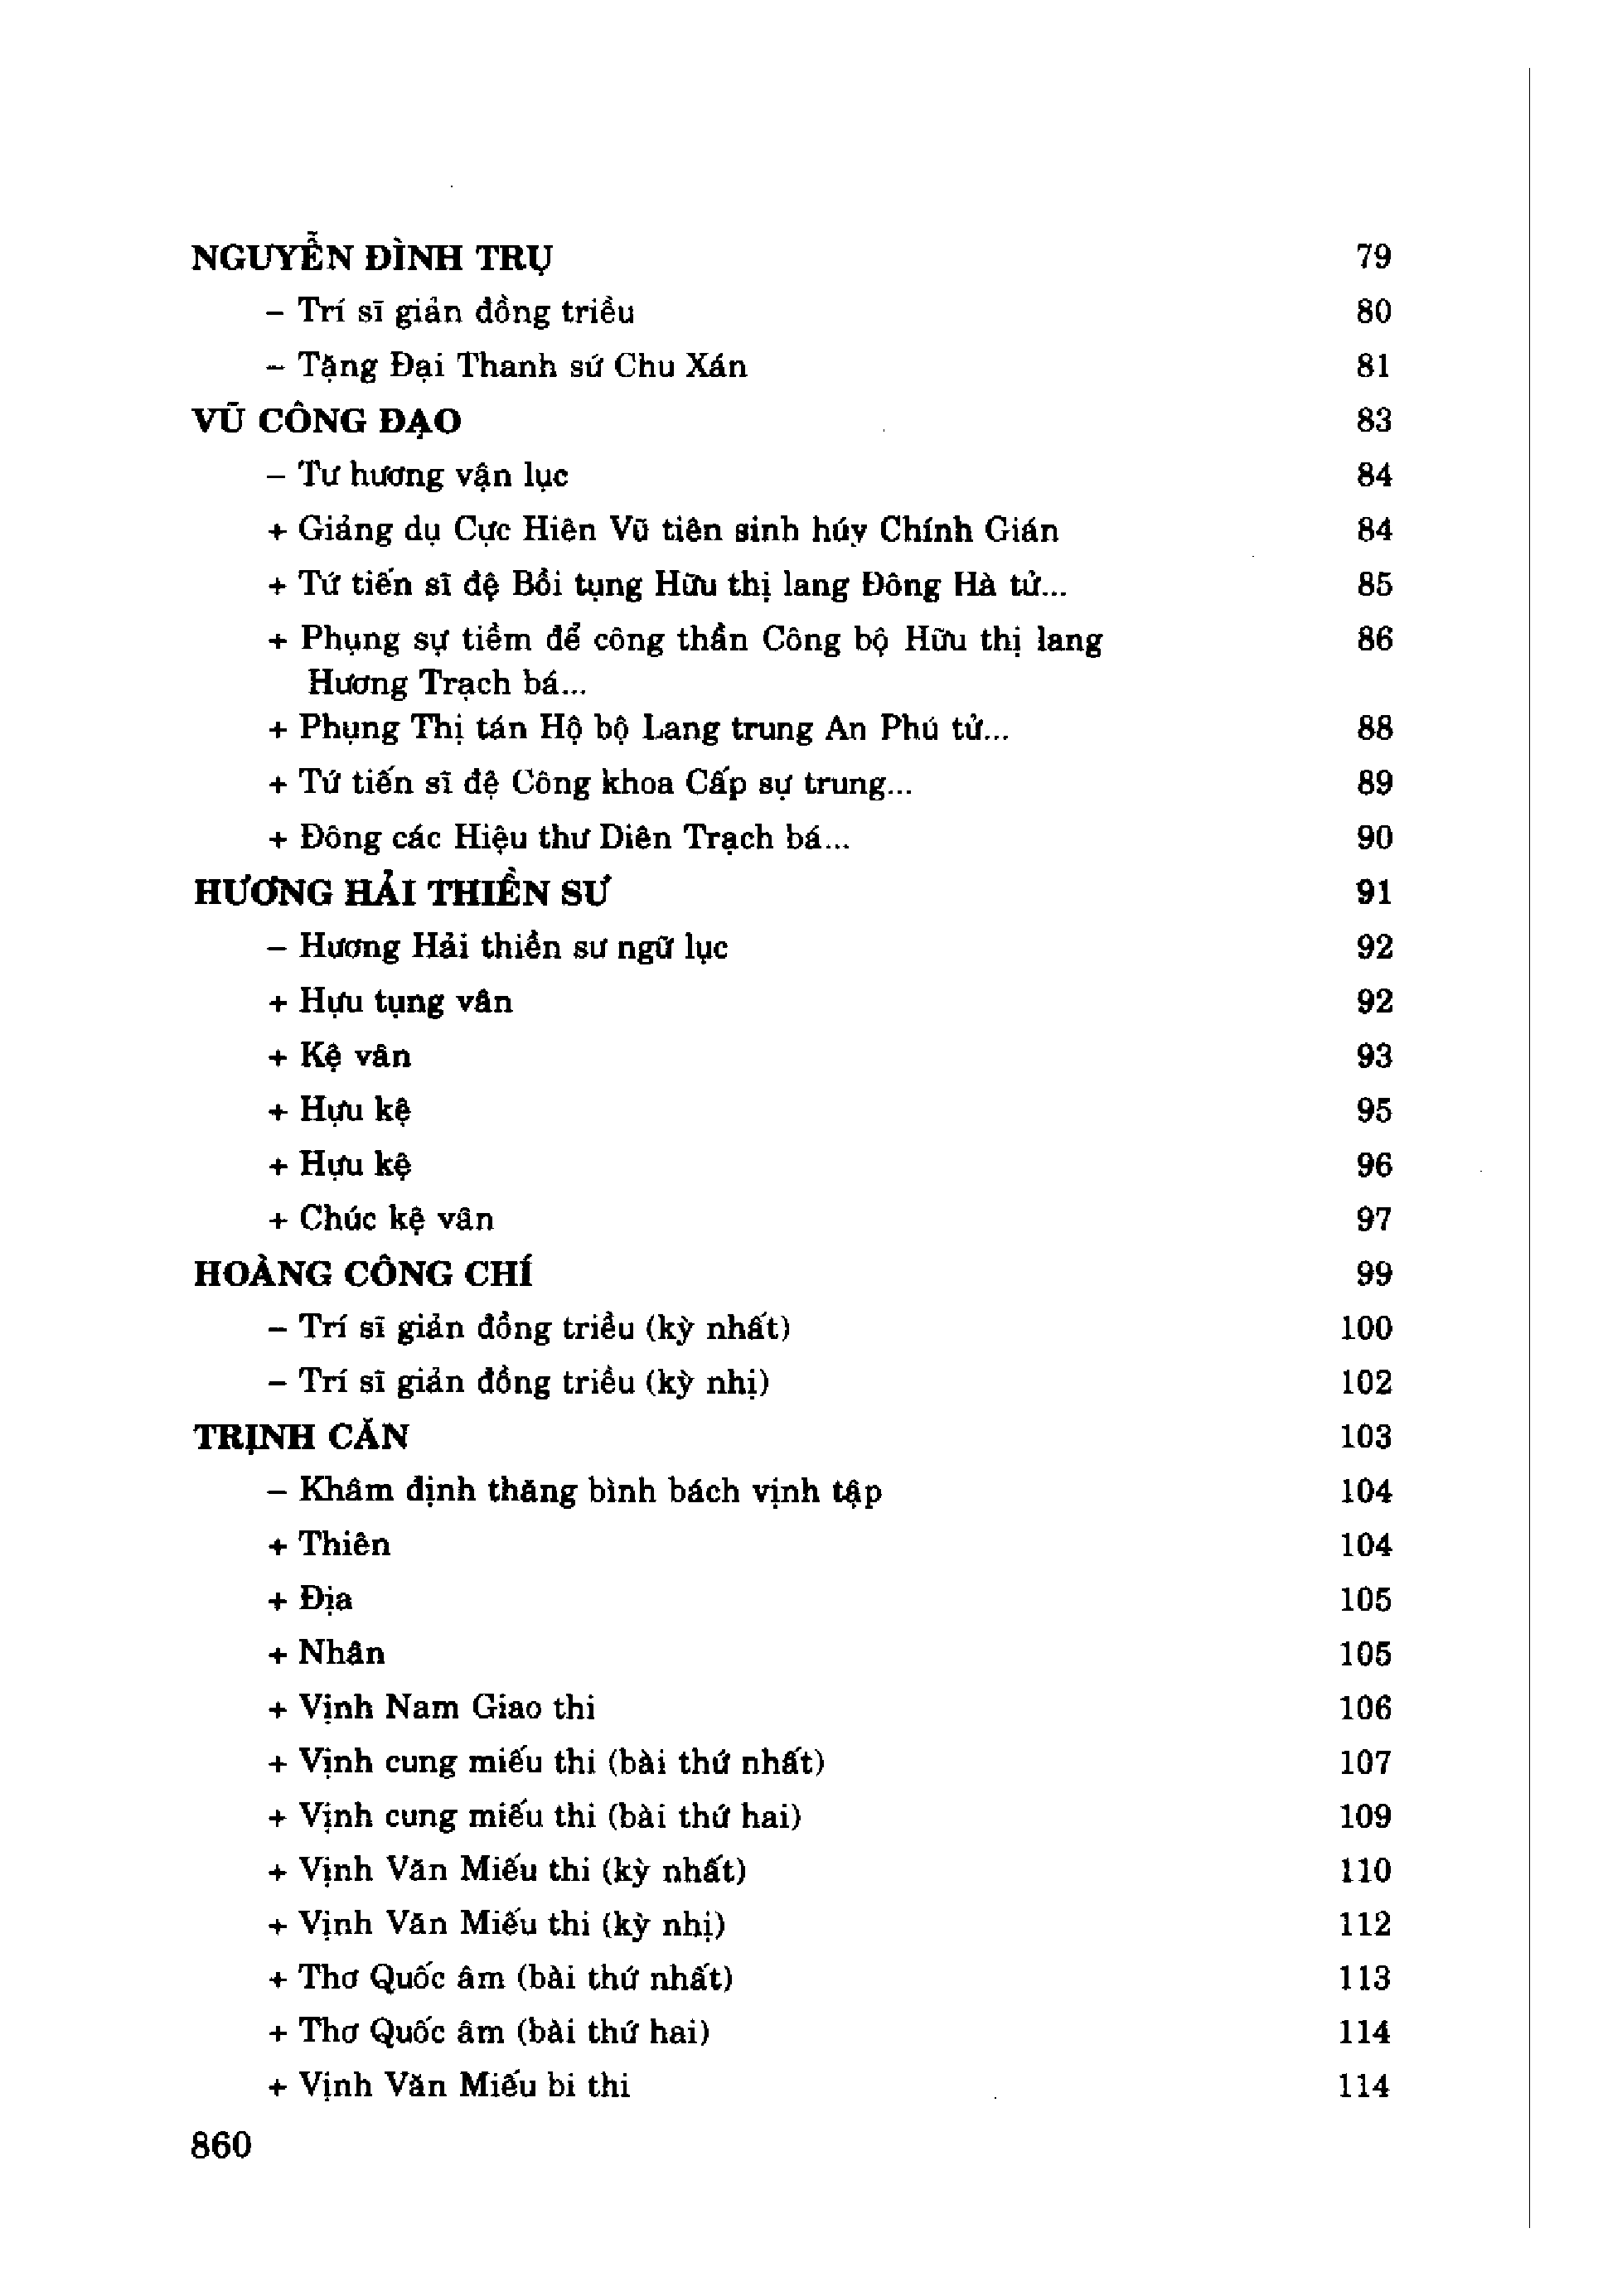 NGUYỄN ĐÌNH TRỤ 79
– Trí sĩ giản đồng triều 80
– Tặng Đại Thanh sứ Chu Xán 81
VŨ CÔNG ĐẠO 83
– Tư hương vận lục 84
+ Giảng dụ Cực Hiên Vũ tiên sinh húy Chính Gián 84
+ Tứ tiến sĩ đệ Bồi tụng Hữu thị lang Đông Hà tử... 85
+ Phụng sự tiềm để công thần Công bộ Hữu thị lang 86
Hương Trạch bá...
+ Phụng Thị tán Hộ bộ Lang trung An Phú tử... 88
+ Tứ tiến sĩ đệ Công khoa Cấp sự trung... 89
+ Đông các Hiệu thư Diên Trạch bá... 90
HƯƠNG HẢI THIỀN SƯ 91
– Hương Hải thiền sư ngữ lục 92
+ Hựu tụng vân 92
+ Kệ vân 93
+ Hựu kệ 95
+ Hựu kệ 96
+ Chúc kệ vân 97
HOÀNG CÔNG CHÍ 99
– Trí sĩ giản đồng triều (kỳ nhất) 100
– Trí sĩ giản đồng triều (kỳ nhị) 102
TRỊNH CĂN 103
– Khâm định thăng bình bách vịnh tập 104
+ Thiên 104
+ Địa 105
+ Nhân 105
+ Vịnh Nam Giao thi 106
+ Vịnh cung miếu thi (bài thứ nhất) 107
+ Vịnh cung miếu thi (bài thứ hai) 109
+ Vịnh Văn Miếu thi (kỳ nhất) 110
+ Vịnh Văn Miếu thi (kỳ nhị) 112
+ Thơ Quốc âm (bài thứ nhất) 113
+ Thơ Quốc âm (bài thứ hai) 114
+ Vịnh Văn Miếu bi thi 114
860